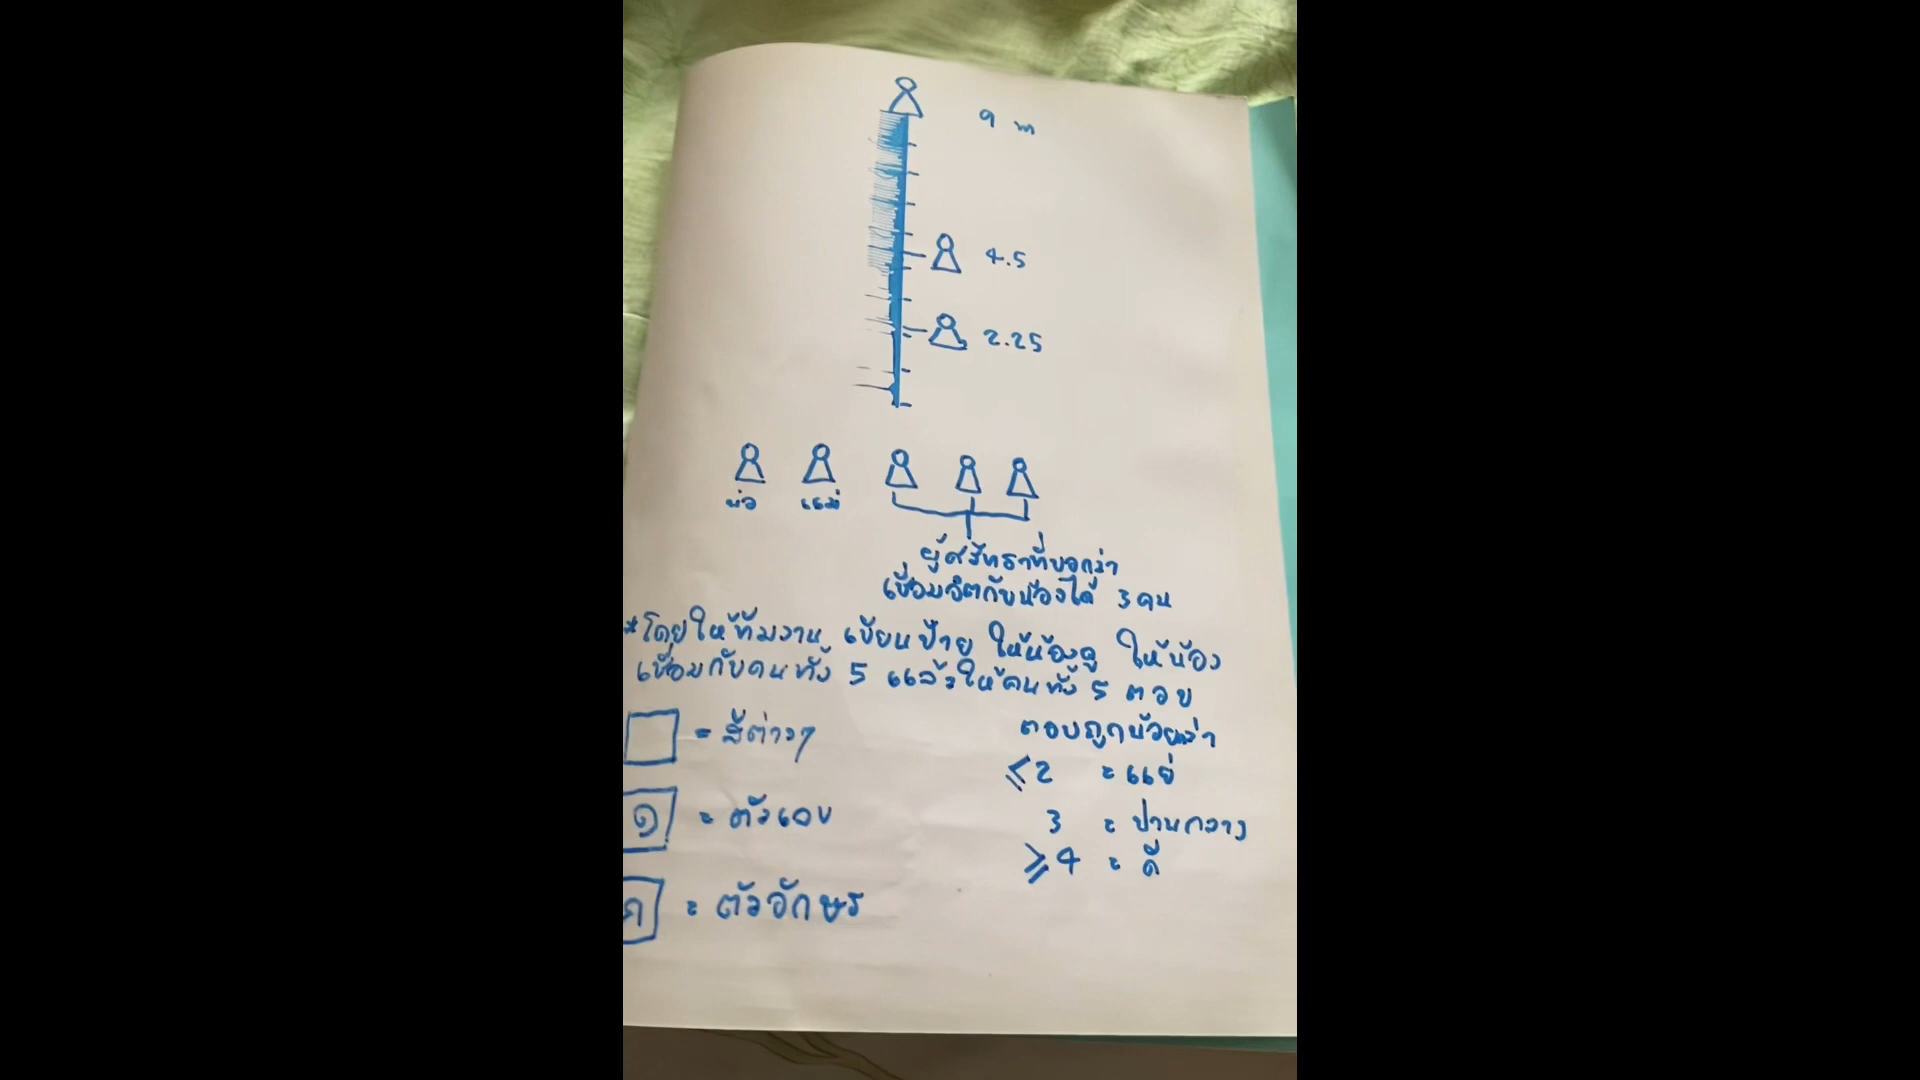 9 m
4.5
2.25
พ่อ แม่
ผู้ศรัทธาที่บอกว่า
เชื่อมจิตกับน้องได้ 3 คน
*โดยให้ทีมงาน เขียนป้าย ให้น้องดู ให้น้อง
เชื่อมกับคนทั้ง 5 แล้วให้คนทั้ง 5 ตอบ
= สีต่างๆ
ตอบถูกน้อยกว่า
≤2 = แย่
๑ = ตัวเลข
3 = ปานกลาง
≥4 = ดี
ก = ตัวอักษร